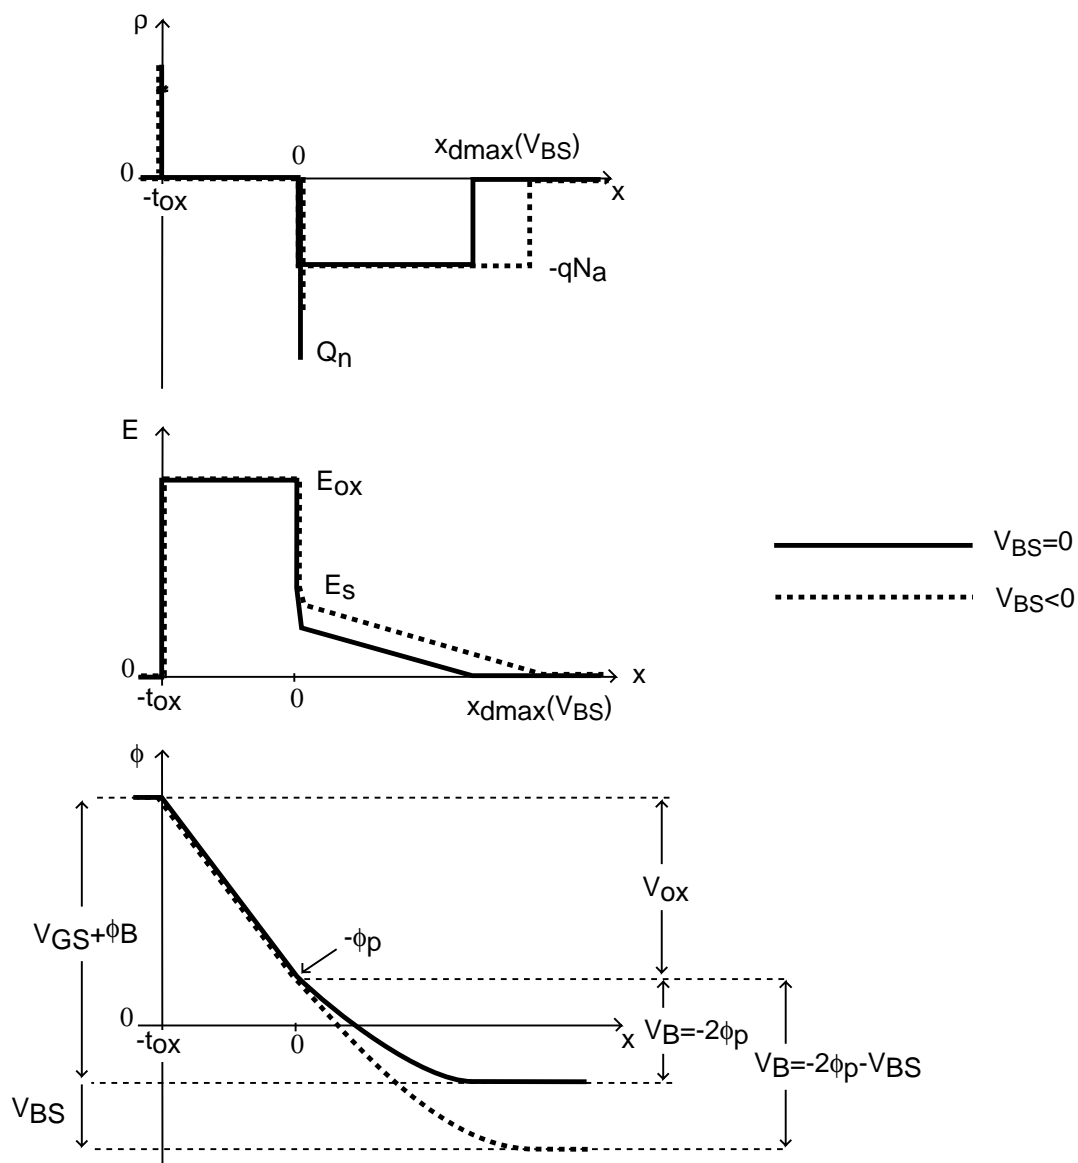 ρ
0
x_dmax(V_BS)
0
-t_ox
x
-qN_a
Q_n
E
E_ox
V_BS=0
E_s
V_BS<0
0
x
-t_ox
0
x_dmax(V_BS)
ϕ
V_ox
V_GS+ϕ_B
-ϕ_p
0
-t_ox
0
x
V_B=-2ϕ_p
V_B=-2ϕ_p-V_BS
V_BS